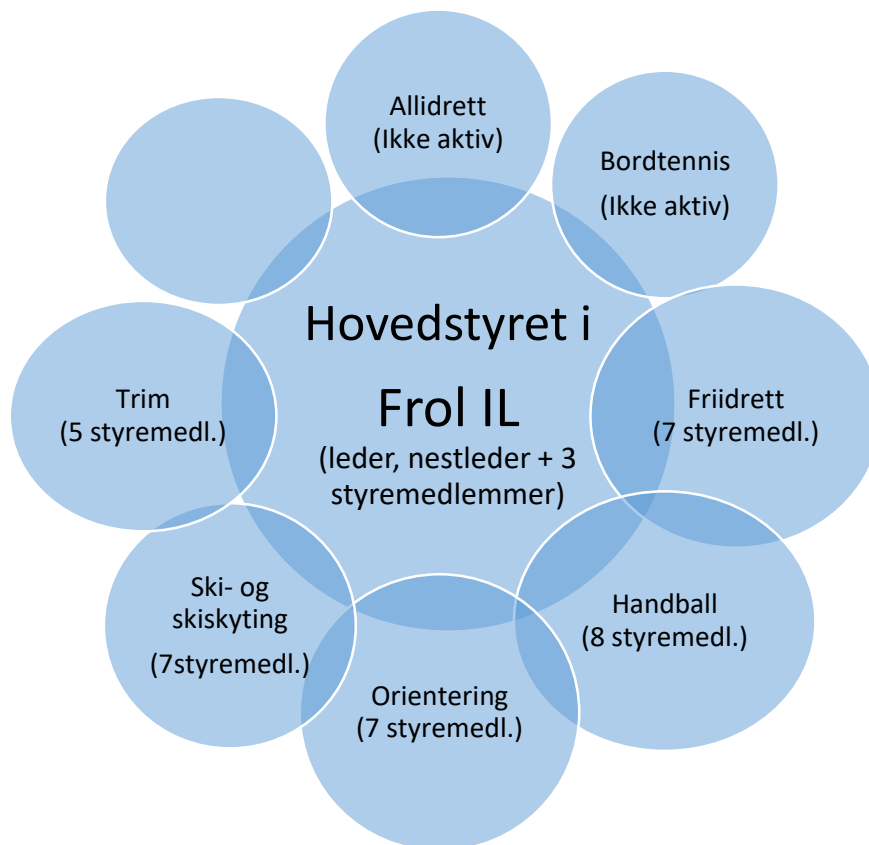 Allidrett
(Ikke aktiv)
Bordtennis
(Ikke aktiv)
Hovedstyret i
Frol IL
(leder, nestleder + 3
styremedlemmer)
Friidrett
(7 styremedl.)
Handball
(8 styremedl.)
Orientering
(7 styremedl.)
Ski- og
skiskyting
(7styremedl.)
Trim
(5 styremedl.)